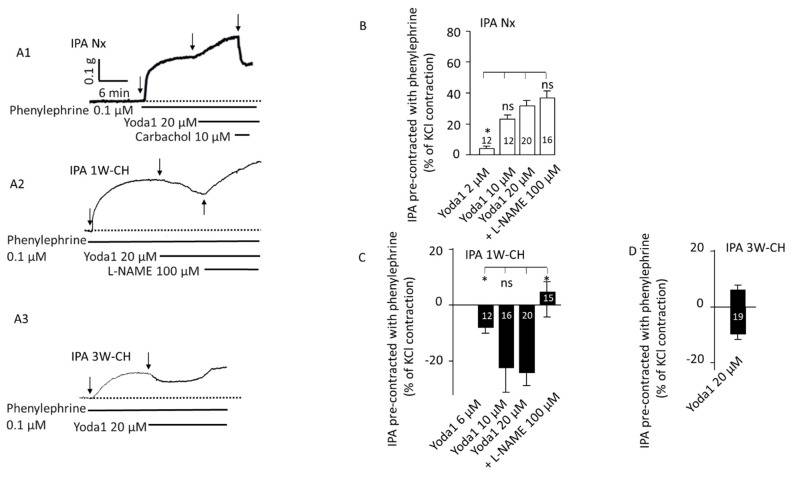 A1
IPA Nx
0.1 g
6 min
Phenylephrine 0.1 µM
Yoda1 20 µM
Carbachol 10 µM
A2
IPA 1W-CH
Phenylephrine
0.1 µM
Yoda1 20 µM
L-NAME 100 µM
A3
IPA 3W-CH
Phenylephrine
0.1 µM
Yoda1 20 µM
B
IPA Nx
IPA pre-contracted with phenylephrine
(% of KCl contraction)
80
60
40
20
0
* ns ns
12 12 20 16
Yoda1 2 µM
Yoda1 10 µM
Yoda1 20 µM
+ L-NAME 100 µM
C
IPA 1W-CH
IPA pre-contracted with phenylephrine
(% of KCl contraction)
20
0
-20
* ns *
12 16 20 15
Yoda1 6 µM
Yoda1 10 µM
Yoda1 20 µM
+ L-NAME 100 µM
D
IPA 3W-CH
IPA pre-contracted with phenylephrine
(% of KCl contraction)
20
0
-20
19
Yoda1 20 µM